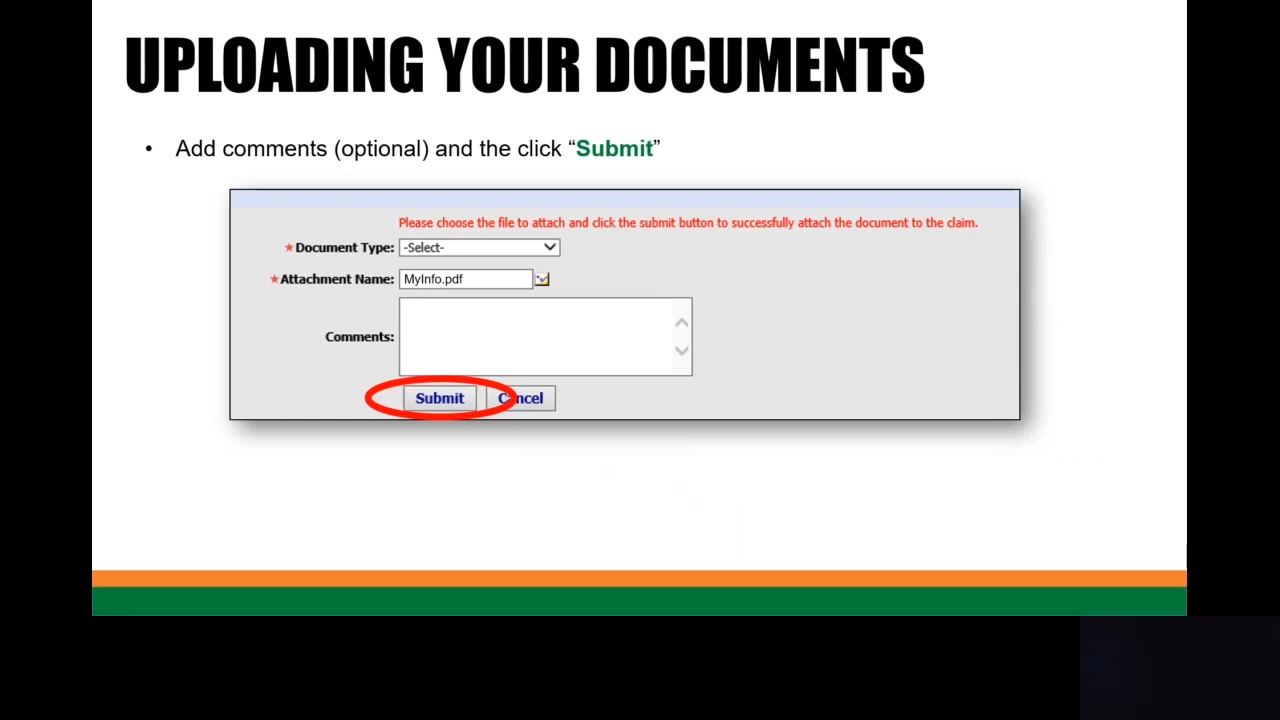 UPLOADING YOUR DOCUMENTS
• Add comments (optional) and the click “Submit”
Please choose the file to attach and click the submit button to successfully attach the document to the claim.
*Document Type: -Select-
*Attachment Name: MyInfo.pdf
Comments:
Submit Cancel